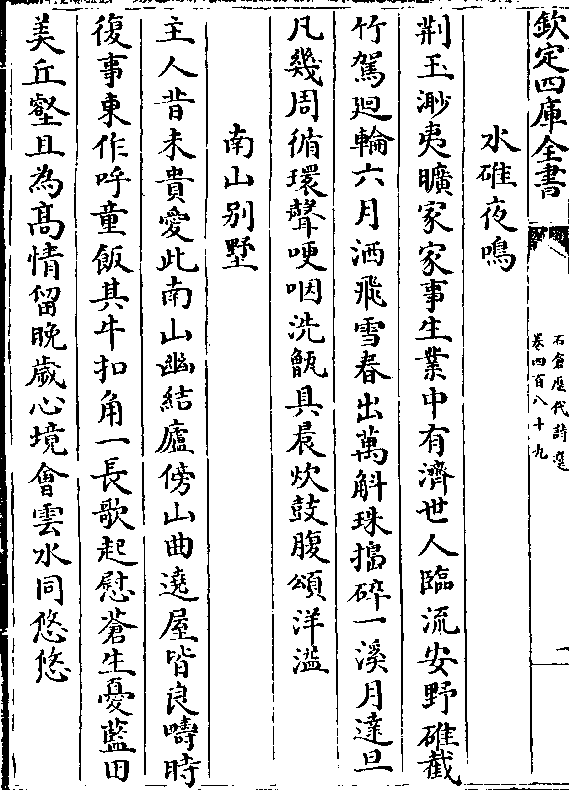 欽定四庫全書
石倉歷代詩選
卷四百八十九
一
水碓夜鳴
荆玉渺夷曠家家事生業中有濟世人臨流安野碓截
竹駕廻輪六月洒飛雪舂出萬斛珠搗碎一溪月達旦
凡幾周循環聲哽咽洗甑具晨炊鼓腹頌洋溢
南山别墅
主人昔未貴愛此南山幽結廬傍山曲遶屋皆良疇時
復事東作呼童飯其牛扣角一長歌起慰蒼生憂藍田
美丘壑且為髙情留晚歳心境㑹雲水同悠悠